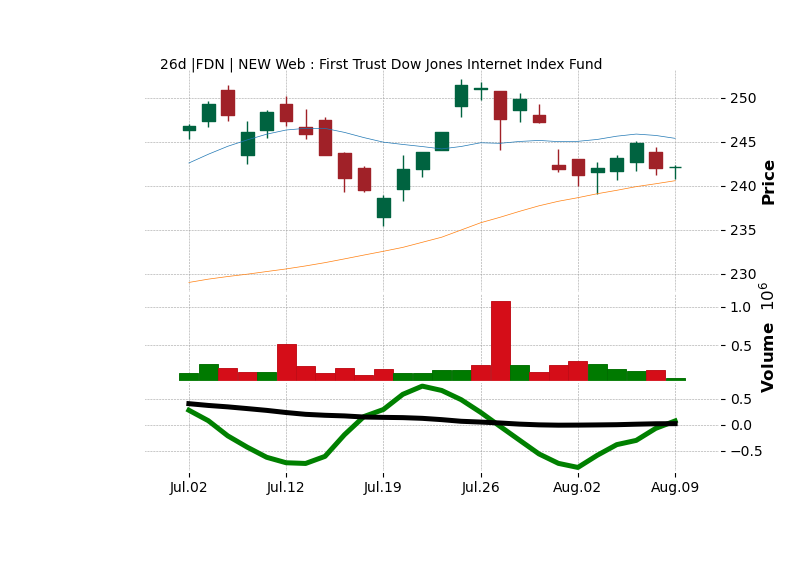 26d |FDN | NEW Web : First Trust Dow Jones Internet Index Fund
250
245
240
235
230
Price
1.0
0.5
Volume 10^6
0.5
0.0
−0.5
Jul.02 Jul.12 Jul.19 Jul.26 Aug.02 Aug.09